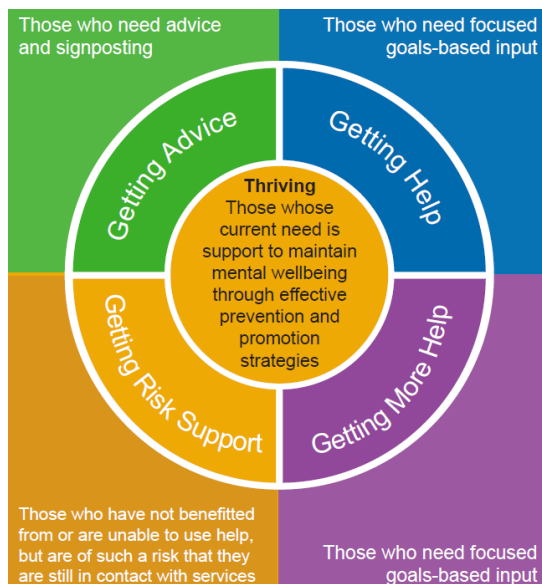 Those who need advice
and signposting
Those who need focused
goals-based input
Getting Advice
Getting Help
Thriving
Those whose
current need is
support to maintain
mental wellbeing
through effective
prevention and
promotion
strategies
Getting Risk Support
Getting More Help
Those who have not benefitted
from or are unable to use help,
but are of such a risk that they
are still in contact with services
Those who need focused
goals-based input